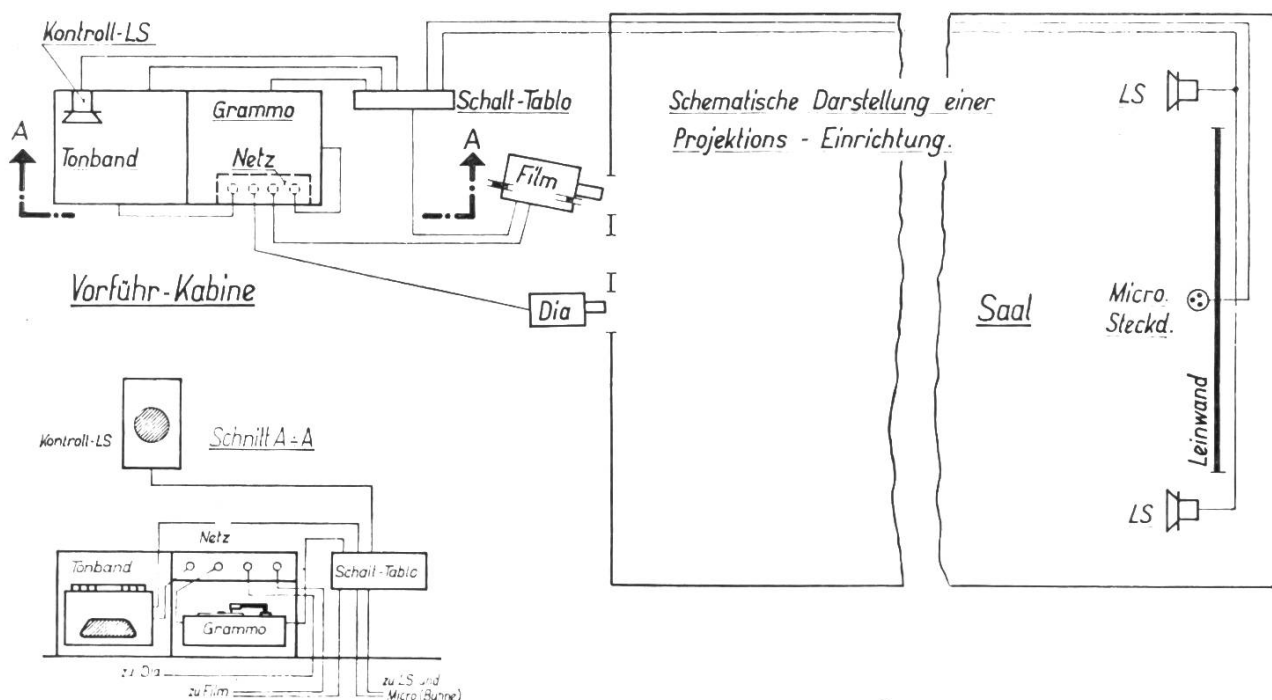 Kontroll-LS
Grammo
Tonband
Netz
A
A
Schalt-Tablo
Film
Schematische Darstellung einer
Projektions - Einrichtung.
LS
Vorführ-Kabine
Dia
Saal
Micro.
Steckd.
Leinwand
LS
Kontroll-LS
Schnitt A÷A
Netz
Tonband
Schalt-Tablo
Grammo
zu Dia
zu Film
zu LS und
Micro (Bühne)